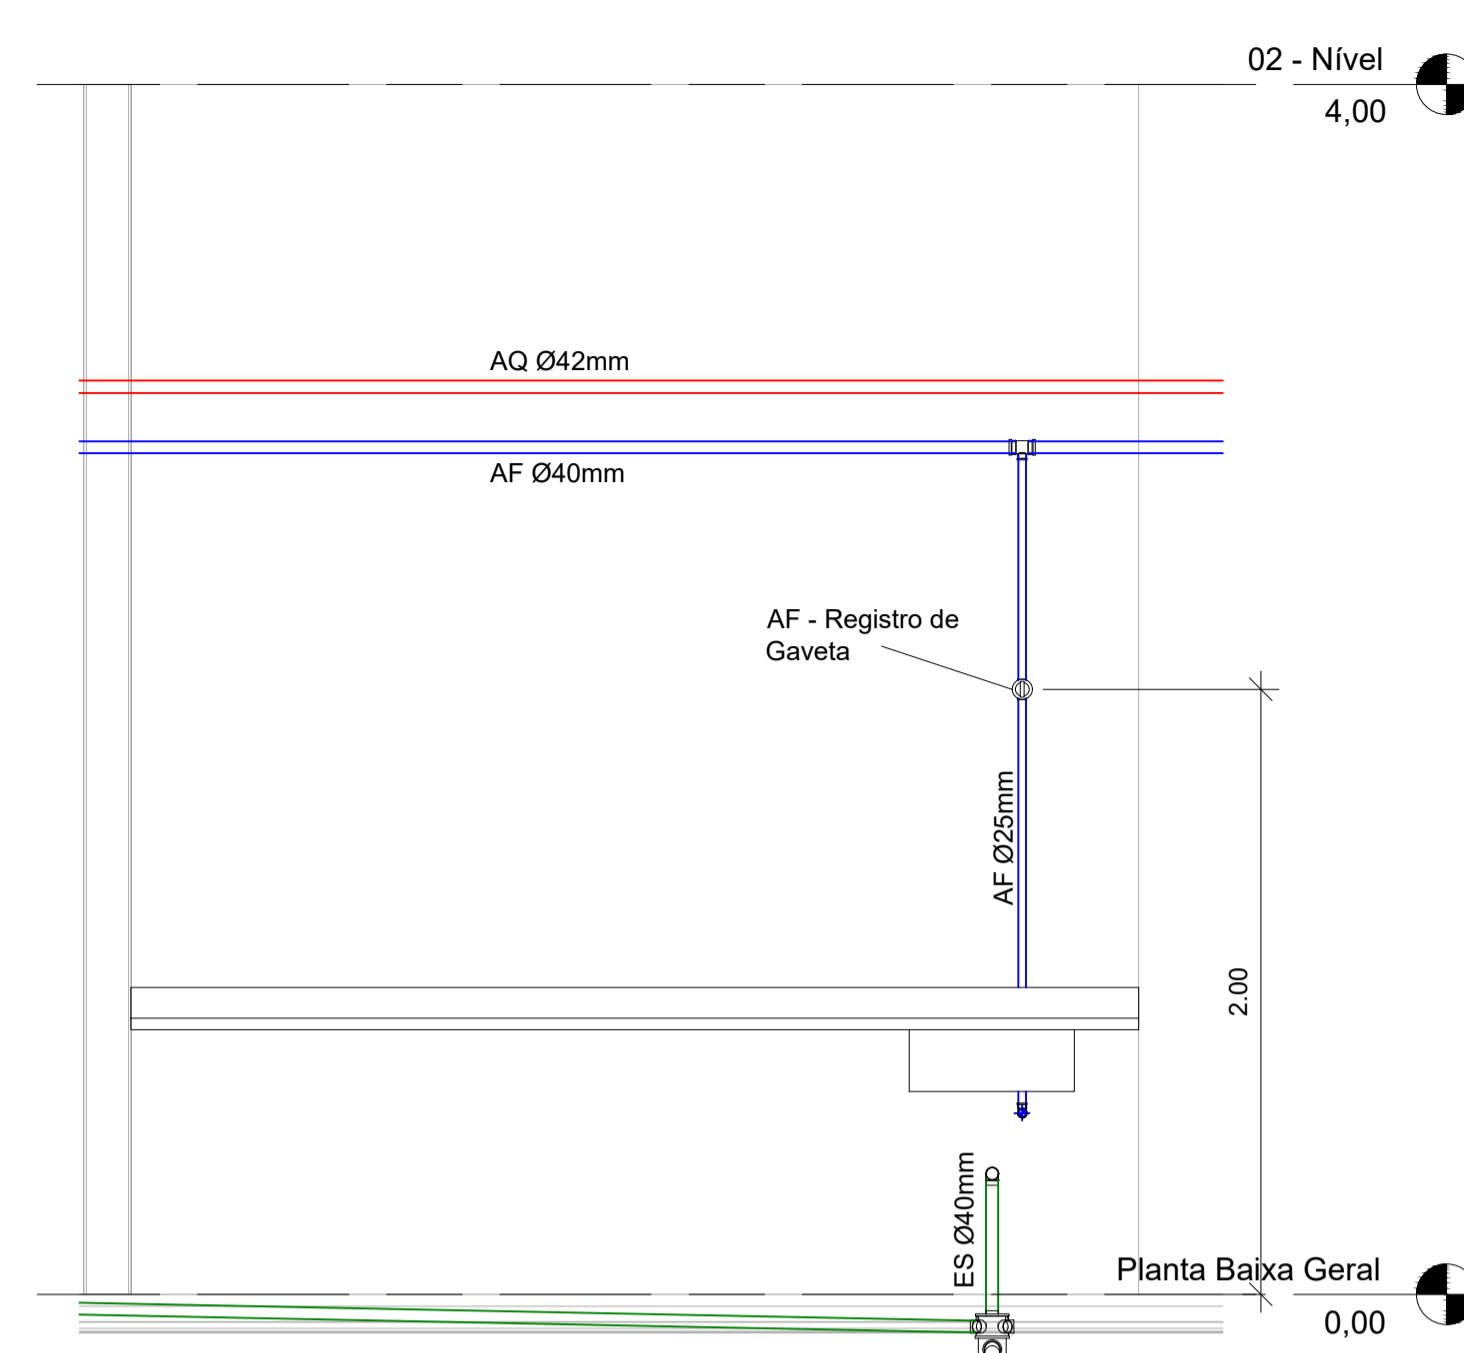 02 - Nível
4,00
AQ Ø42mm
AF Ø40mm
AF - Registro de
Gaveta
AF Ø25mm
2.00
ES Ø40mm
Planta Baixa Geral
0,00